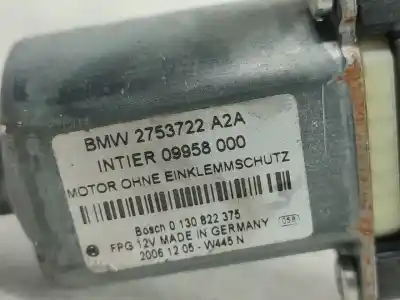 BMW 2753722 A2A
INTIER 09958 000
MOTOR OHNE EINKLEMMSCHUTZ
Bosch 0 130 822 375
058
FPG 12V MADE IN GERMANY
2006 12 05 - W445 N